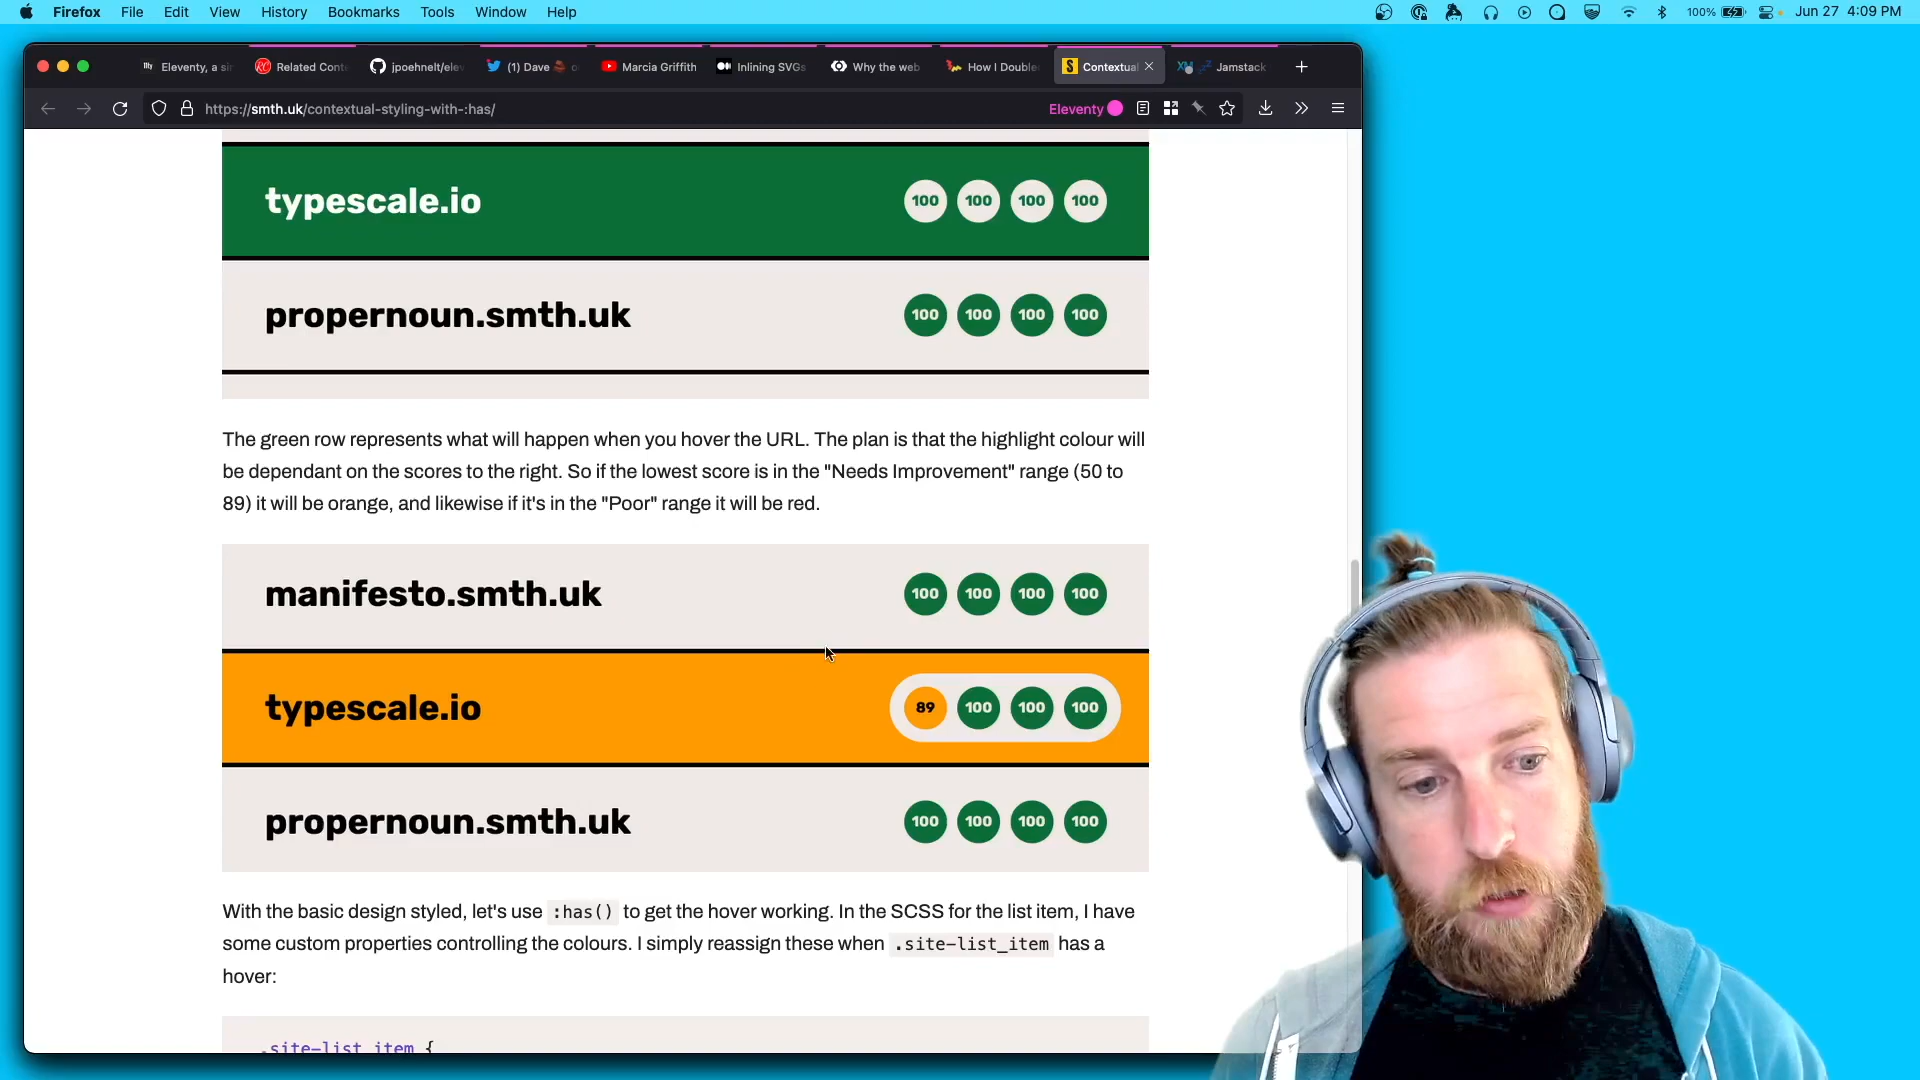 Firefox File Edit View History Bookmarks Tools Window Help
100% Jun 27 4:09 PM
Eleventy, a si Related Cont jpoehnelt/ele (1) Dave Marcia Griffith Inlining SVGs Why the web How I Double Contextual Jamstack
https://smth.uk/contextual-styling-with-:has/ Eleventy
typescale.io 100 100 100 100
propernoun.smth.uk 100 100 100 100
The green row represents what will happen when you hover the URL. The plan is that the highlight colour will
be dependant on the scores to the right. So if the lowest score is in the "Needs Improvement" range (50 to
89) it will be orange, and likewise if it's in the "Poor" range it will be red.
manifesto.smth.uk 100 100 100 100
typescale.io 89 100 100 100
propernoun.smth.uk 100 100 100 100
With the basic design styled, let's use :has() to get the hover working. In the SCSS for the list item, I have
some custom properties controlling the colours. I simply reassign these when .site-list_item has a
hover:
.site-list_item {